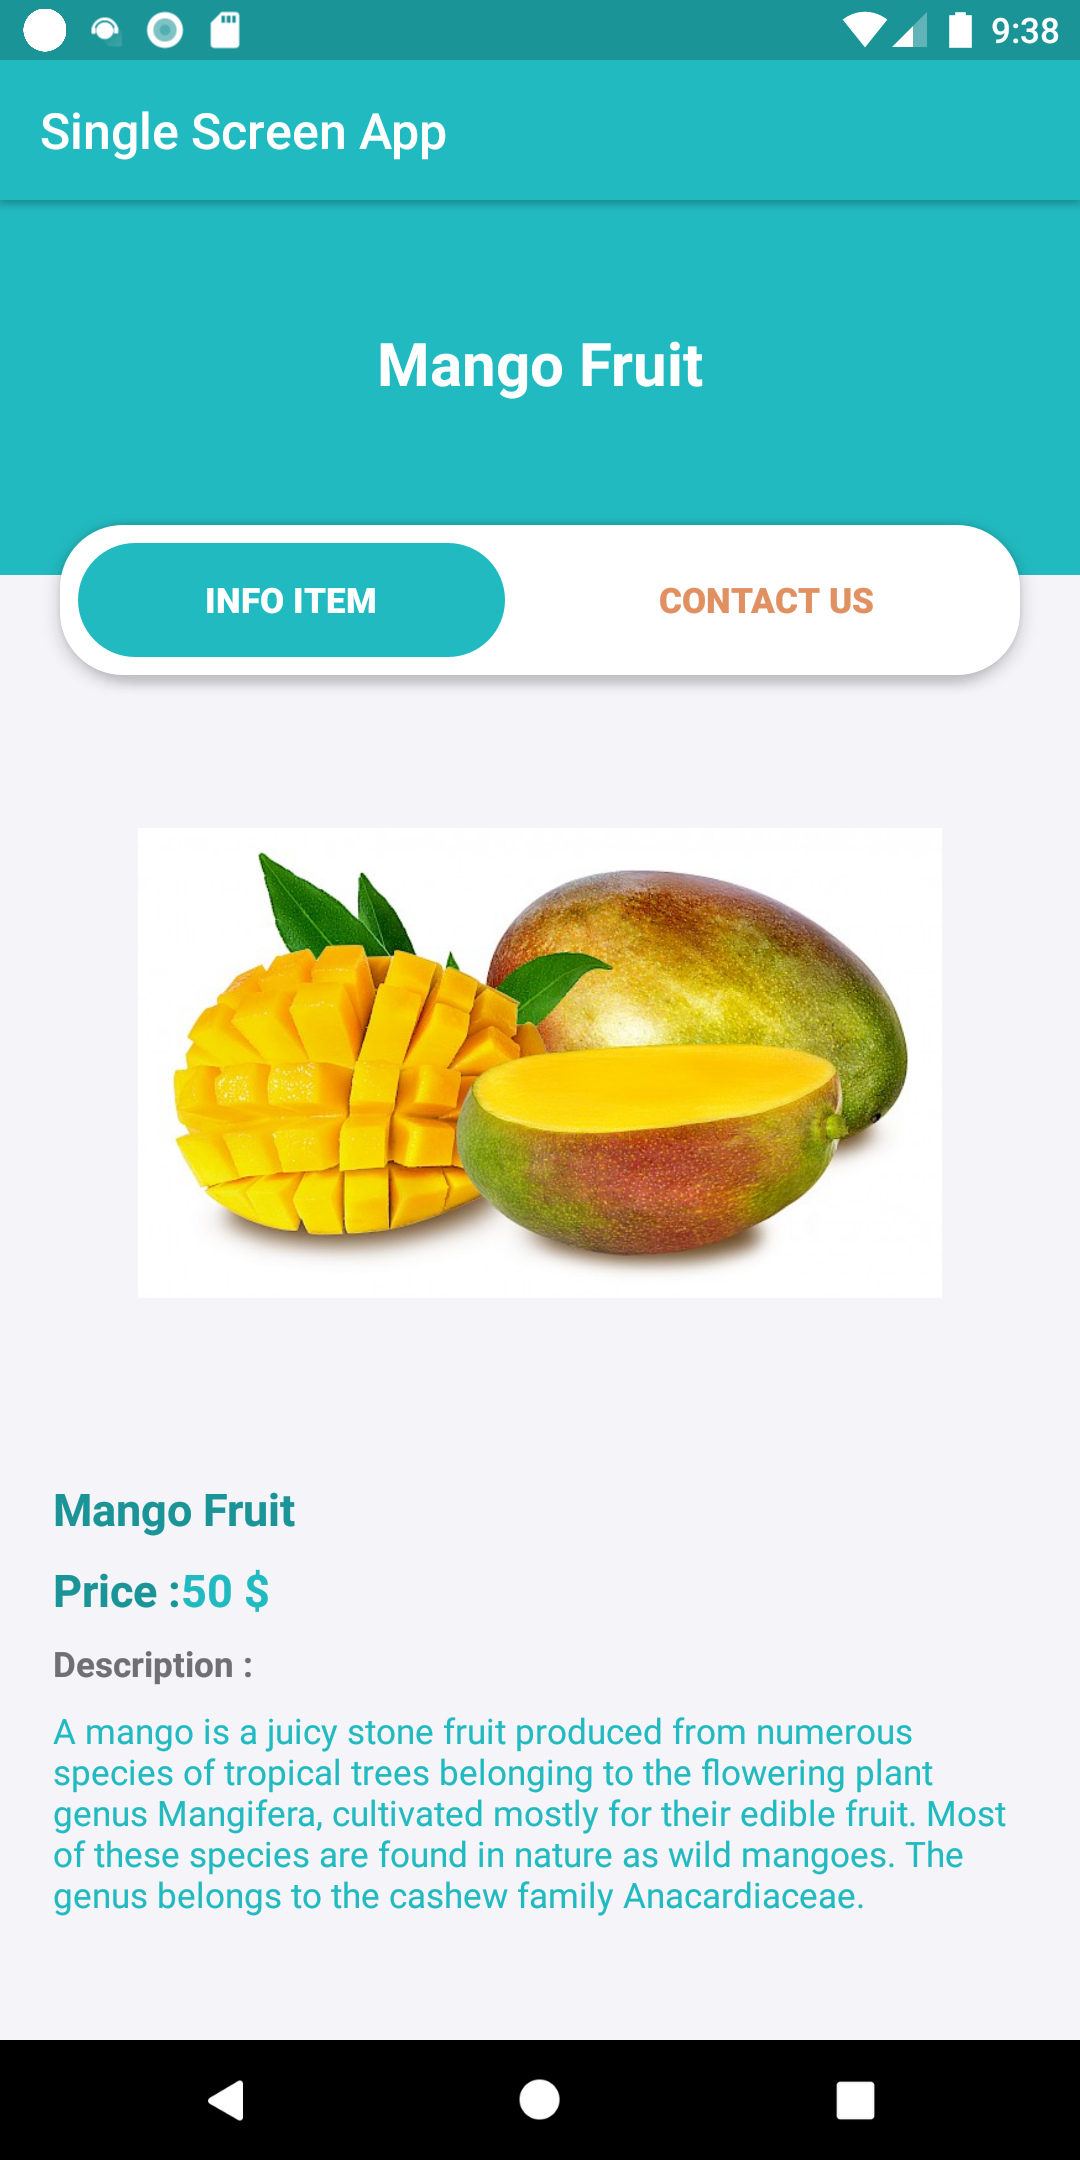 9:38
Single Screen App
Mango Fruit
INFO ITEM
CONTACT US
Mango Fruit
Price :50 $
Description :
A mango is a juicy stone fruit produced from numerous
species of tropical trees belonging to the flowering plant
genus Mangifera, cultivated mostly for their edible fruit. Most
of these species are found in nature as wild mangoes. The
genus belongs to the cashew family Anacardiaceae.